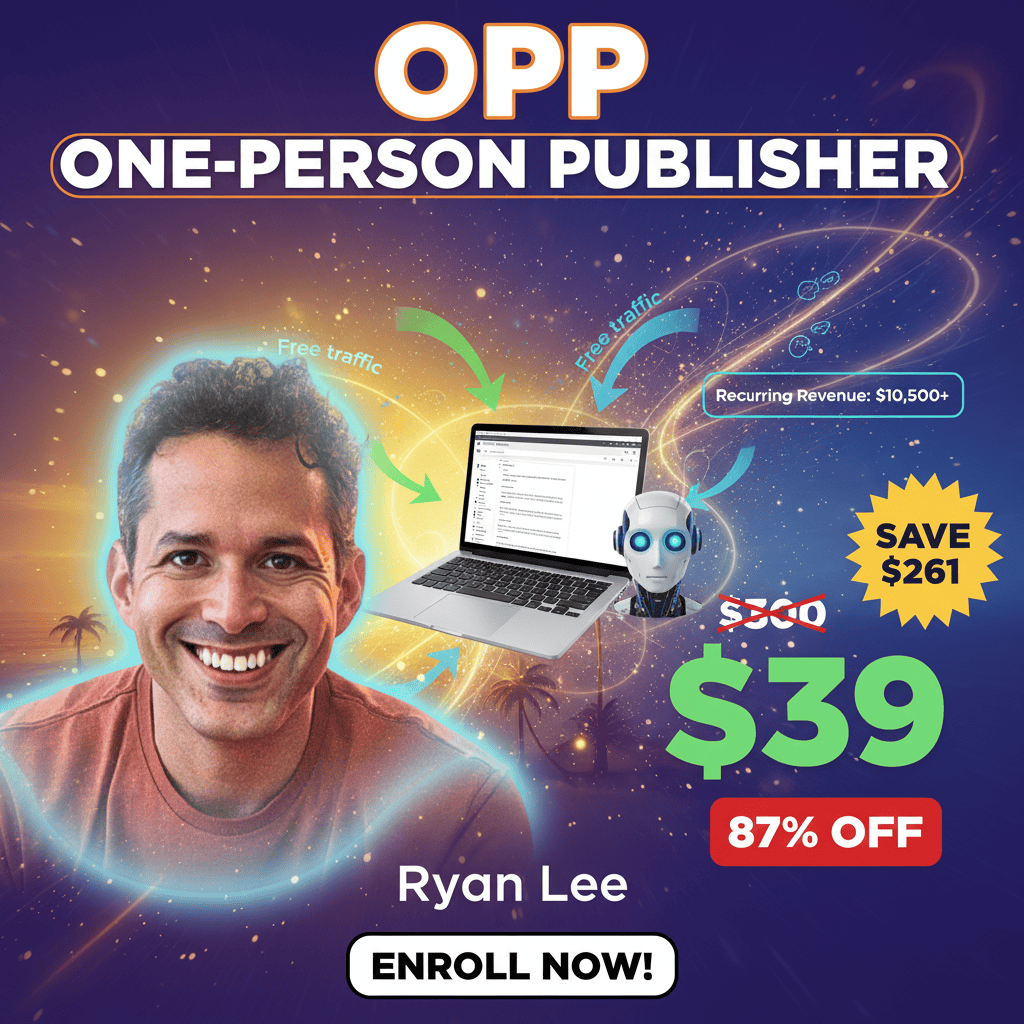 OPP
ONE-PERSON PUBLISHER
Free traffic
Free traffic
Recurring Revenue: $10,500+
SAVE
$261
$300
$39
87% OFF
Ryan Lee
ENROLL NOW!